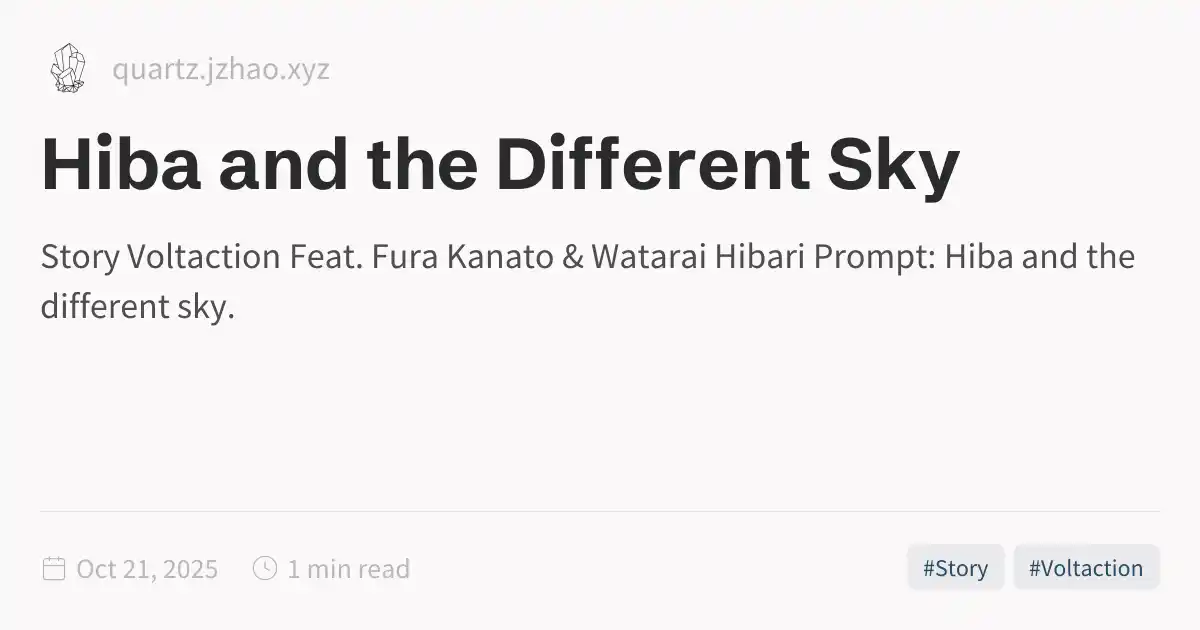 quartz.jzhao.xyz
Hiba and the Different Sky
Story Voltaction Feat. Fura Kanato & Watarai Hibari Prompt: Hiba and the
different sky.
Oct 21, 2025 1 min read #Story #Voltaction